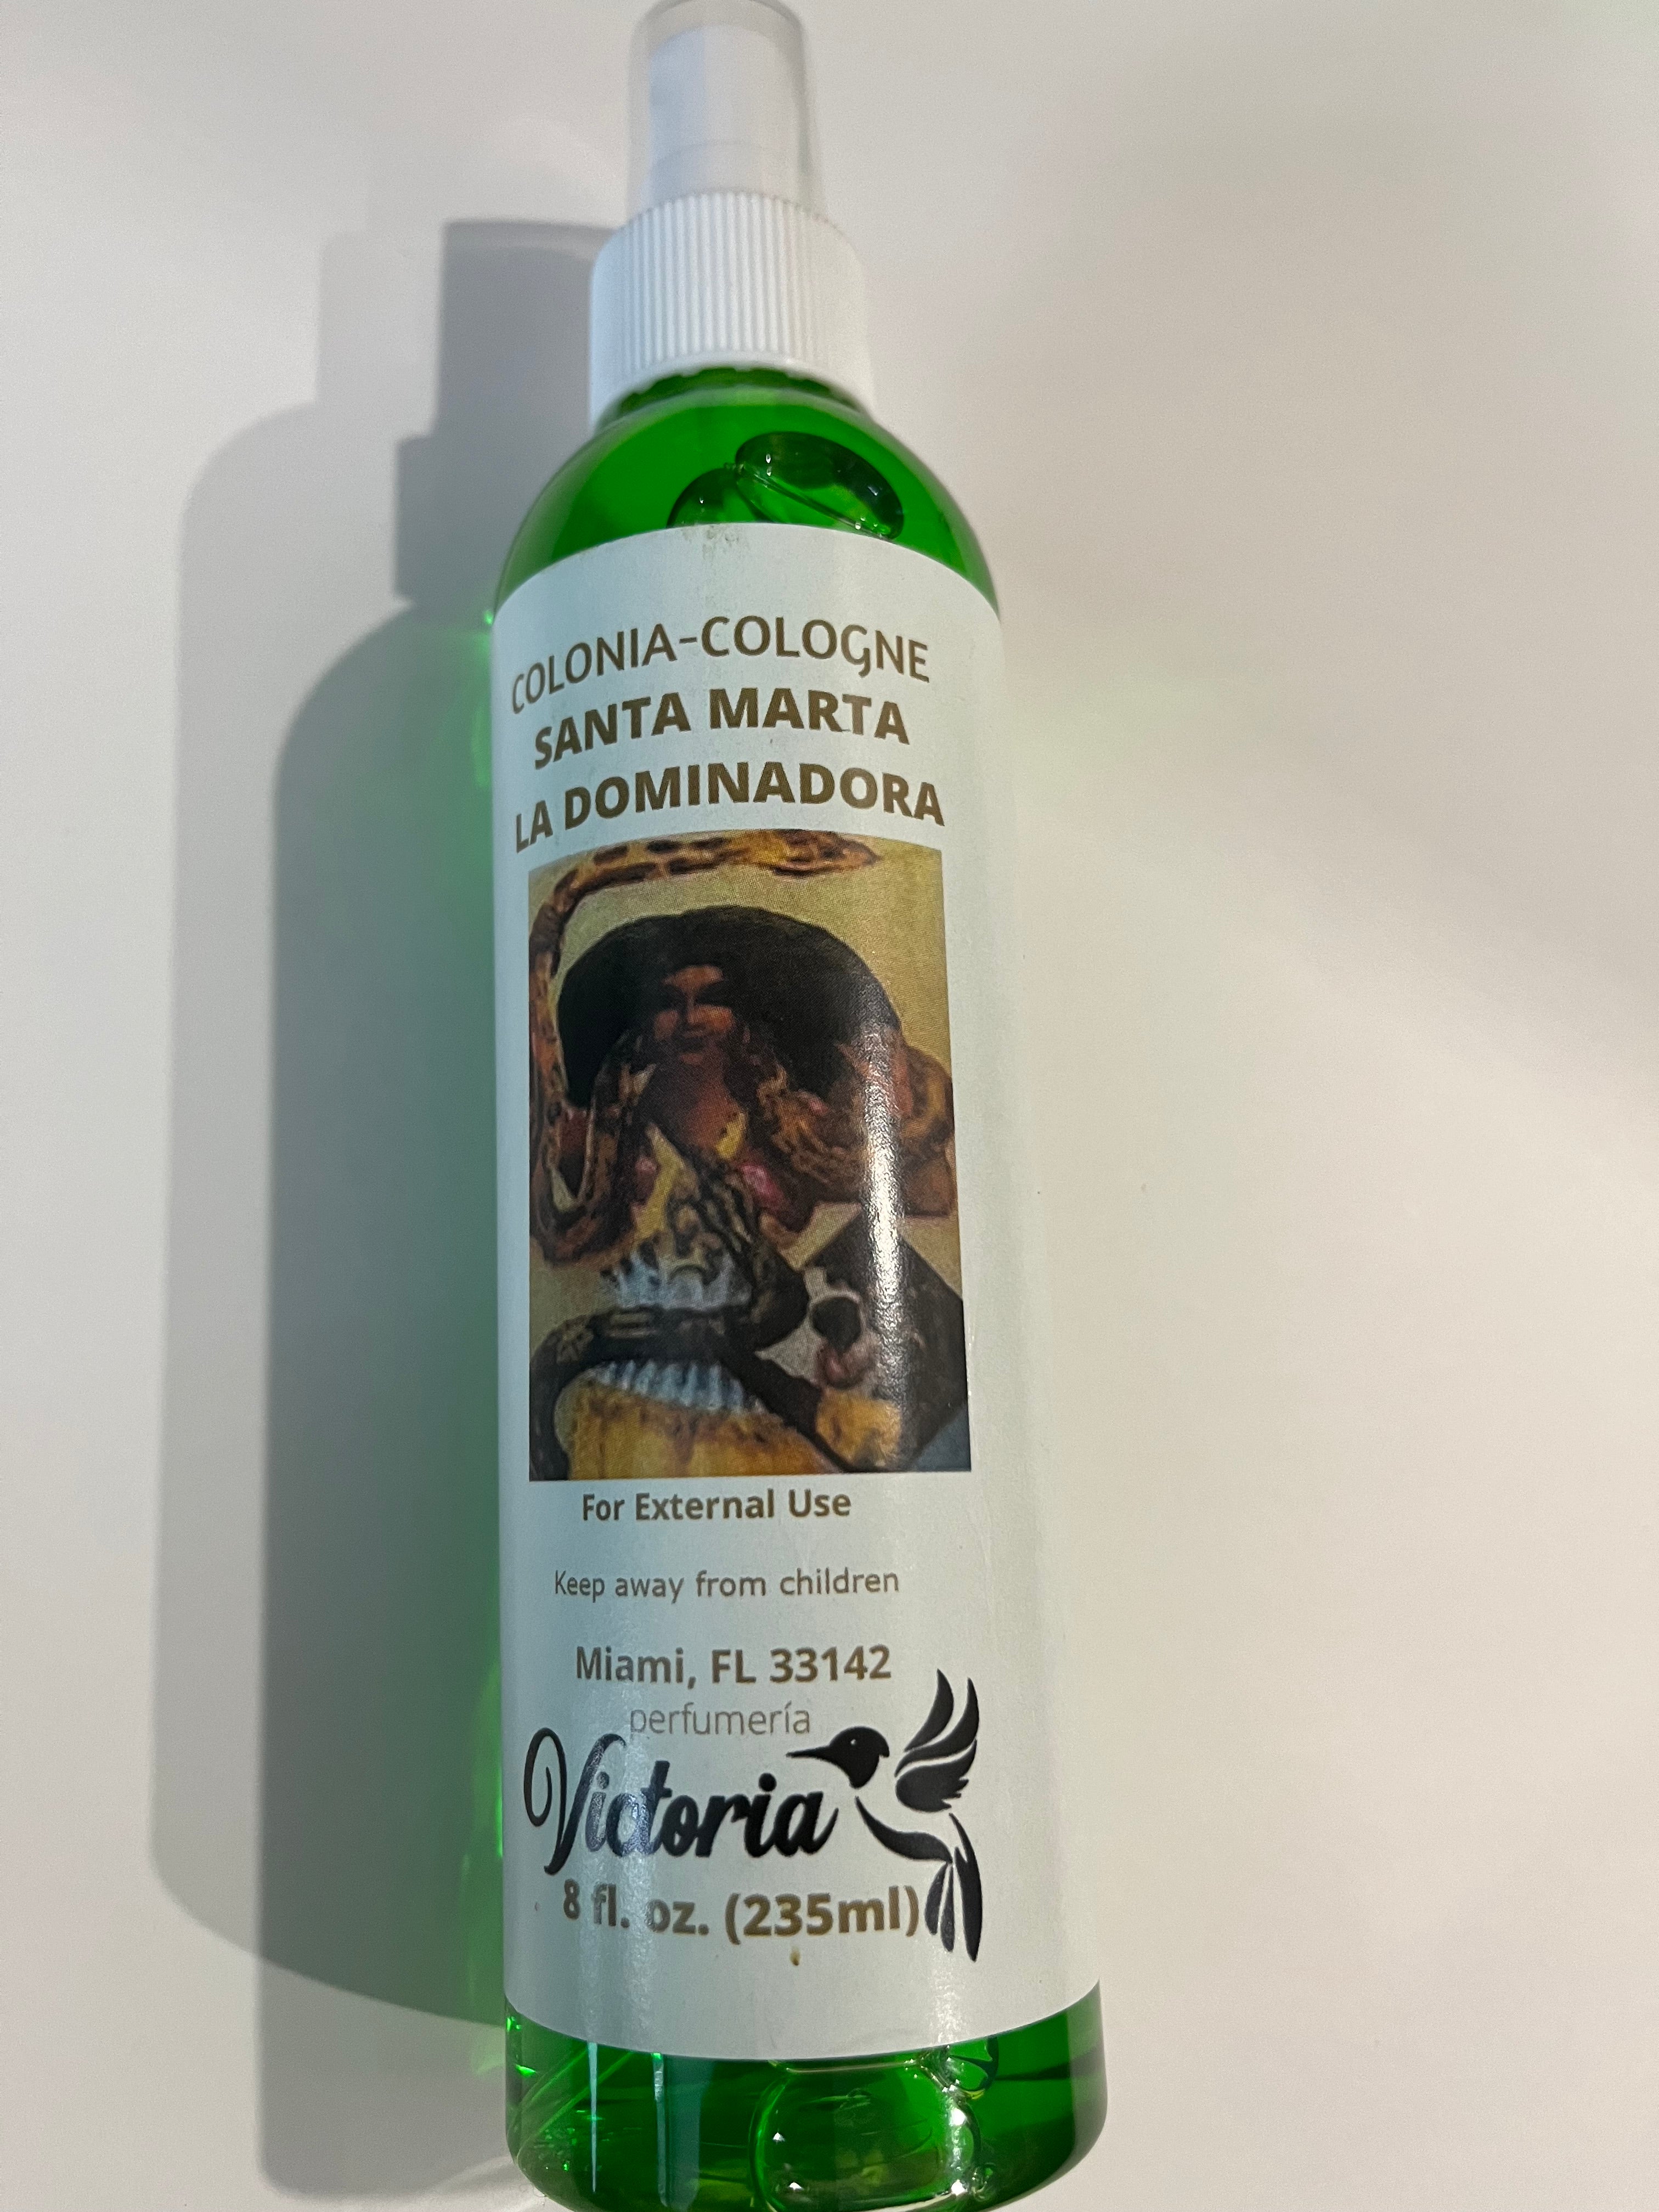 COLONIA-COLOGNE
SANTA MARTA
LA DOMINADORA
For External Use
Keep away from children
Miami, FL 33142
perfumería
Victoria
8 fl. oz. (235ml)